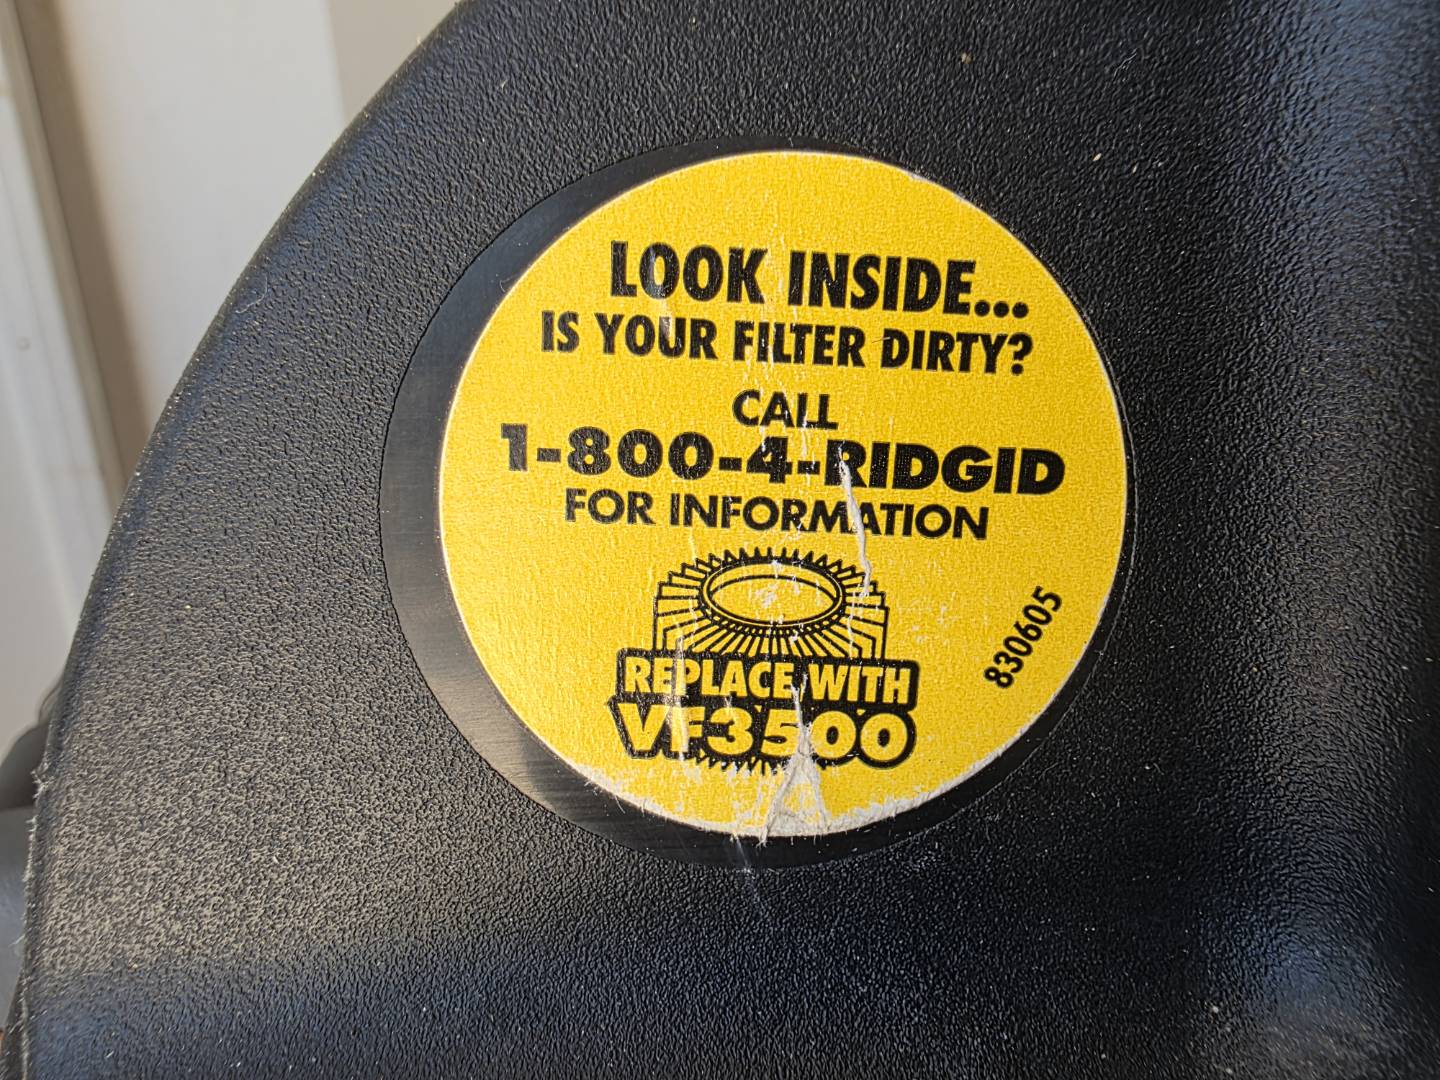 LOOK INSIDE...
IS YOUR FILTER DIRTY?
CALL
1-800-4-RIDGID
FOR INFORMATION
REPLACE WITH
VF3500
830605